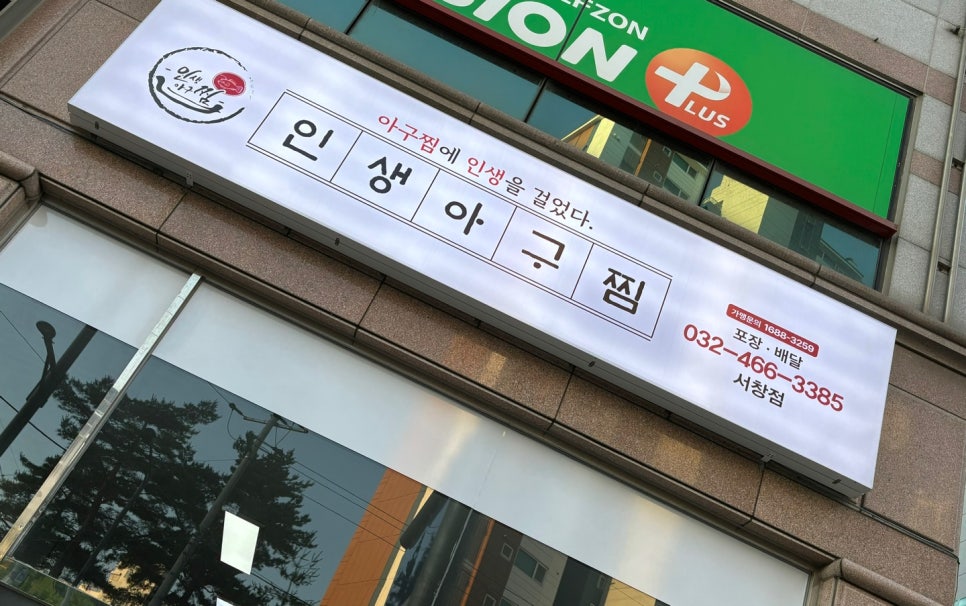 ZON
ION
PLUS
인생
아구찜
아구찜에 인생을 걸었다.
인생아구찜
가맹문의 1688-3259
포장 · 배달
032-466-3385
서창점